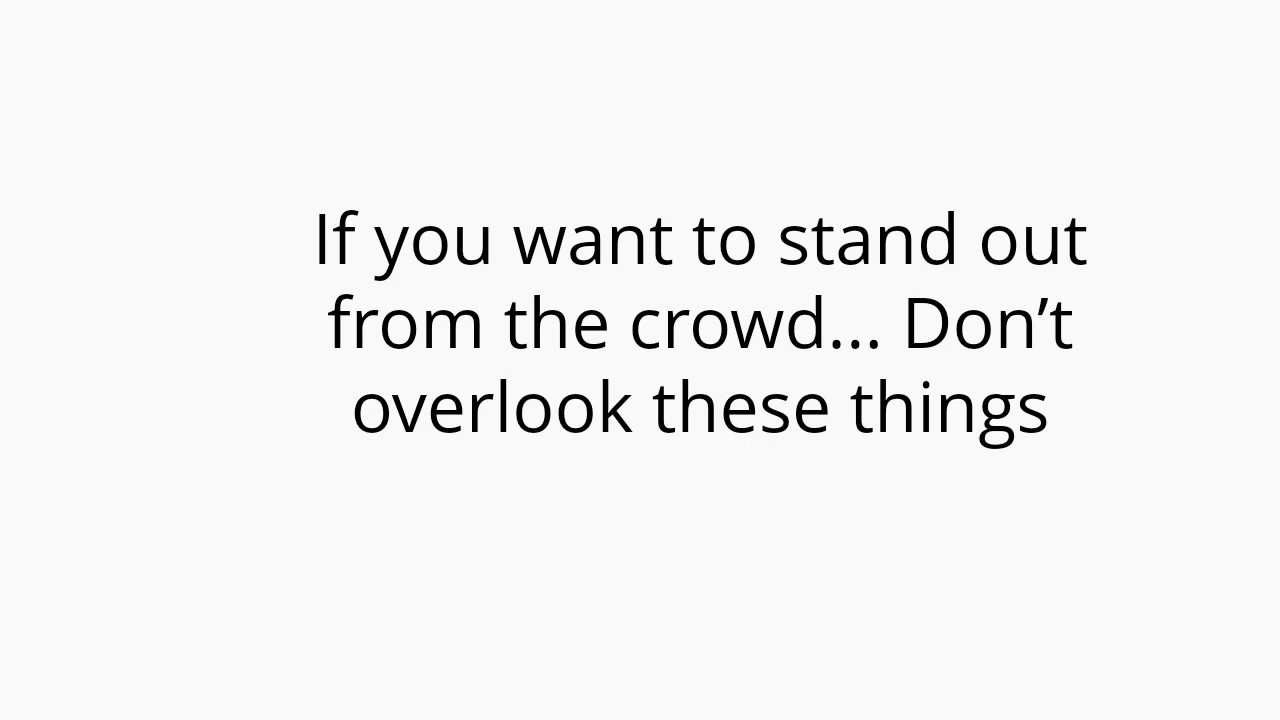 If you want to stand out
from the crowd... Don’t
overlook these things